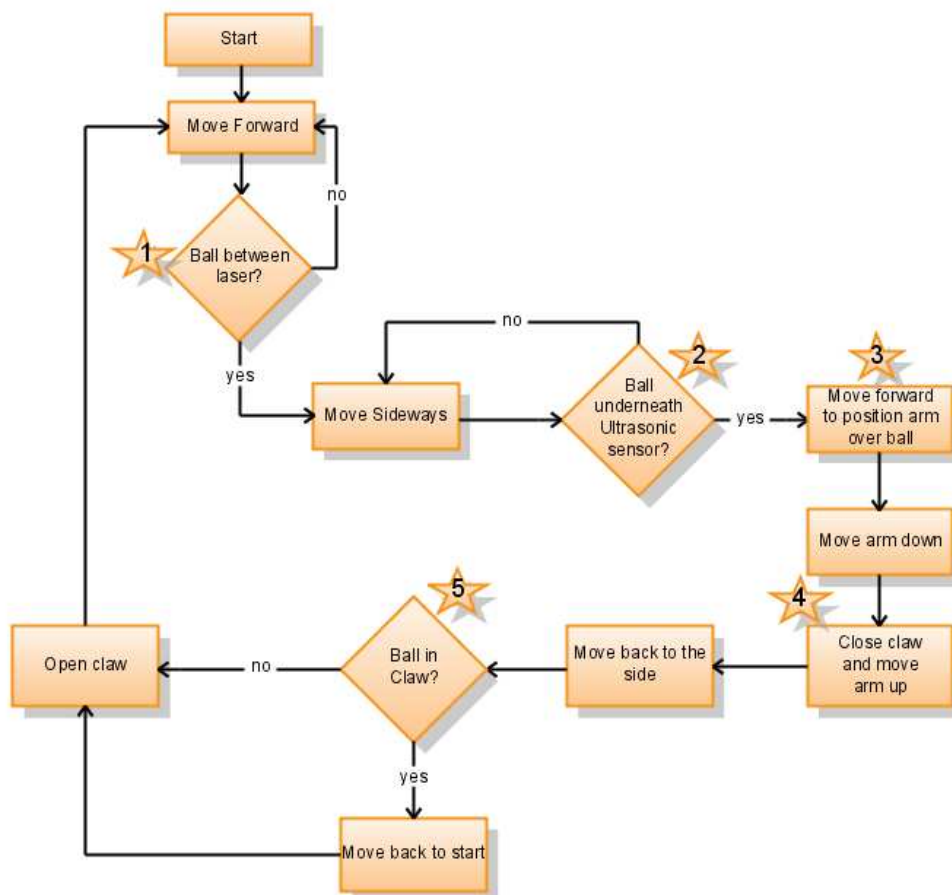 Start
Move Forward
no
1
Ball between
laser?
yes
no
2
3
Move Sideways
Ball
underneath
Ultrasonic
sensor?
yes
Move forward
to position arm
over ball
Move arm down
5
4
Open claw
no
Ball in
Claw?
Move back to the
side
Close claw
and move
arm up
yes
Move back to start